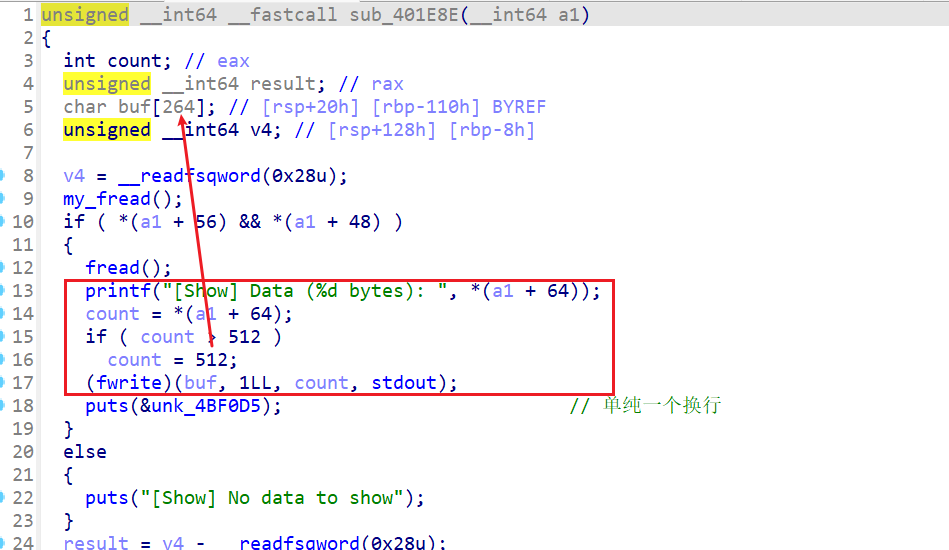 1 unsigned __int64 __fastcall sub_401E8E(__int64 a1)
2 {
3 int count; // eax
4 unsigned __int64 result; // rax
5 char buf[264]; // [rsp+20h] [rbp-110h] BYREF
6 unsigned __int64 v4; // [rsp+128h] [rbp-8h]
7
8 v4 = __readfsqword(0x28u);
9 my_fread();
10 if ( *(a1 + 56) && *(a1 + 48) )
11 {
12 fread();
13 printf("[Show] Data (%d bytes): ", *(a1 + 64));
14 count = *(a1 + 64);
15 if ( count > 512 )
16 count = 512;
17 (fwrite)(buf, 1LL, count, stdout);
18 puts(&unk_4BF0D5); // 单纯一个换行
19 }
20 else
21 {
22 puts("[Show] No data to show");
23 }
24 result = v4 - __readfsqword(0x28u);